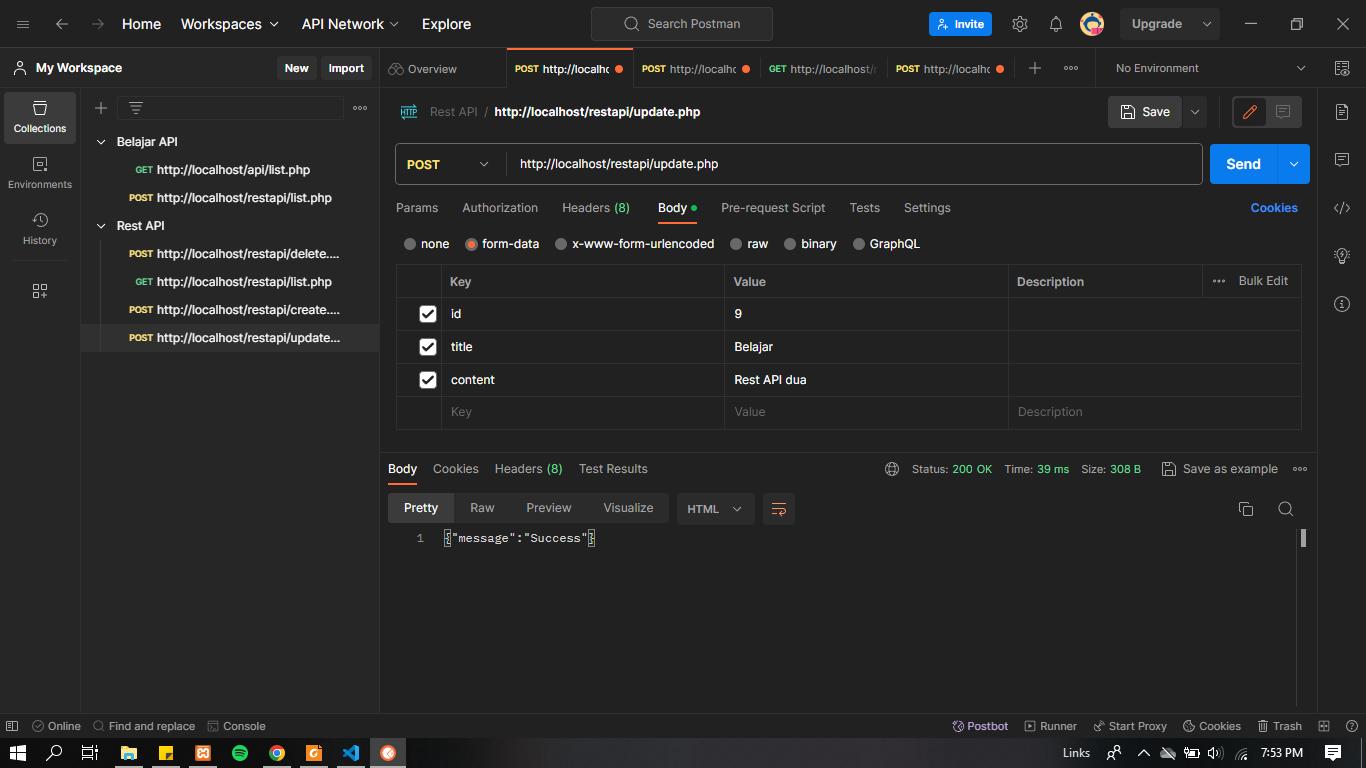 Home Workspaces API Network Explore Search Postman Invite Upgrade
My Workspace New Import Overview POST http://localhc POST http://localhc GET http://localhost/r POST http://localhc No Environment
Rest API / http://localhost/restapi/update.php Save
Collections
Environments
History
Belajar API
GET http://localhost/api/list.php
POST http://localhost/restapi/list.php
Rest API
POST http://localhost/restapi/delete....
GET http://localhost/restapi/list.php
POST http://localhost/restapi/create....
POST http://localhost/restapi/update...
POST http://localhost/restapi/update.php Send
Params Authorization Headers (8) Body Pre-request Script Tests Settings Cookies
none form-data x-www-form-urlencoded raw binary GraphQL
Key Value Description Bulk Edit
id 9
title Belajar
content Rest API dua
Key Value Description
Body Cookies Headers (8) Test Results Status: 200 OK Time: 39 ms Size: 308 B Save as example
Pretty Raw Preview Visualize HTML
1 {"message":"Success"}
Online Find and replace Console Postbot Runner Start Proxy Cookies Trash
Links 7:53 PM